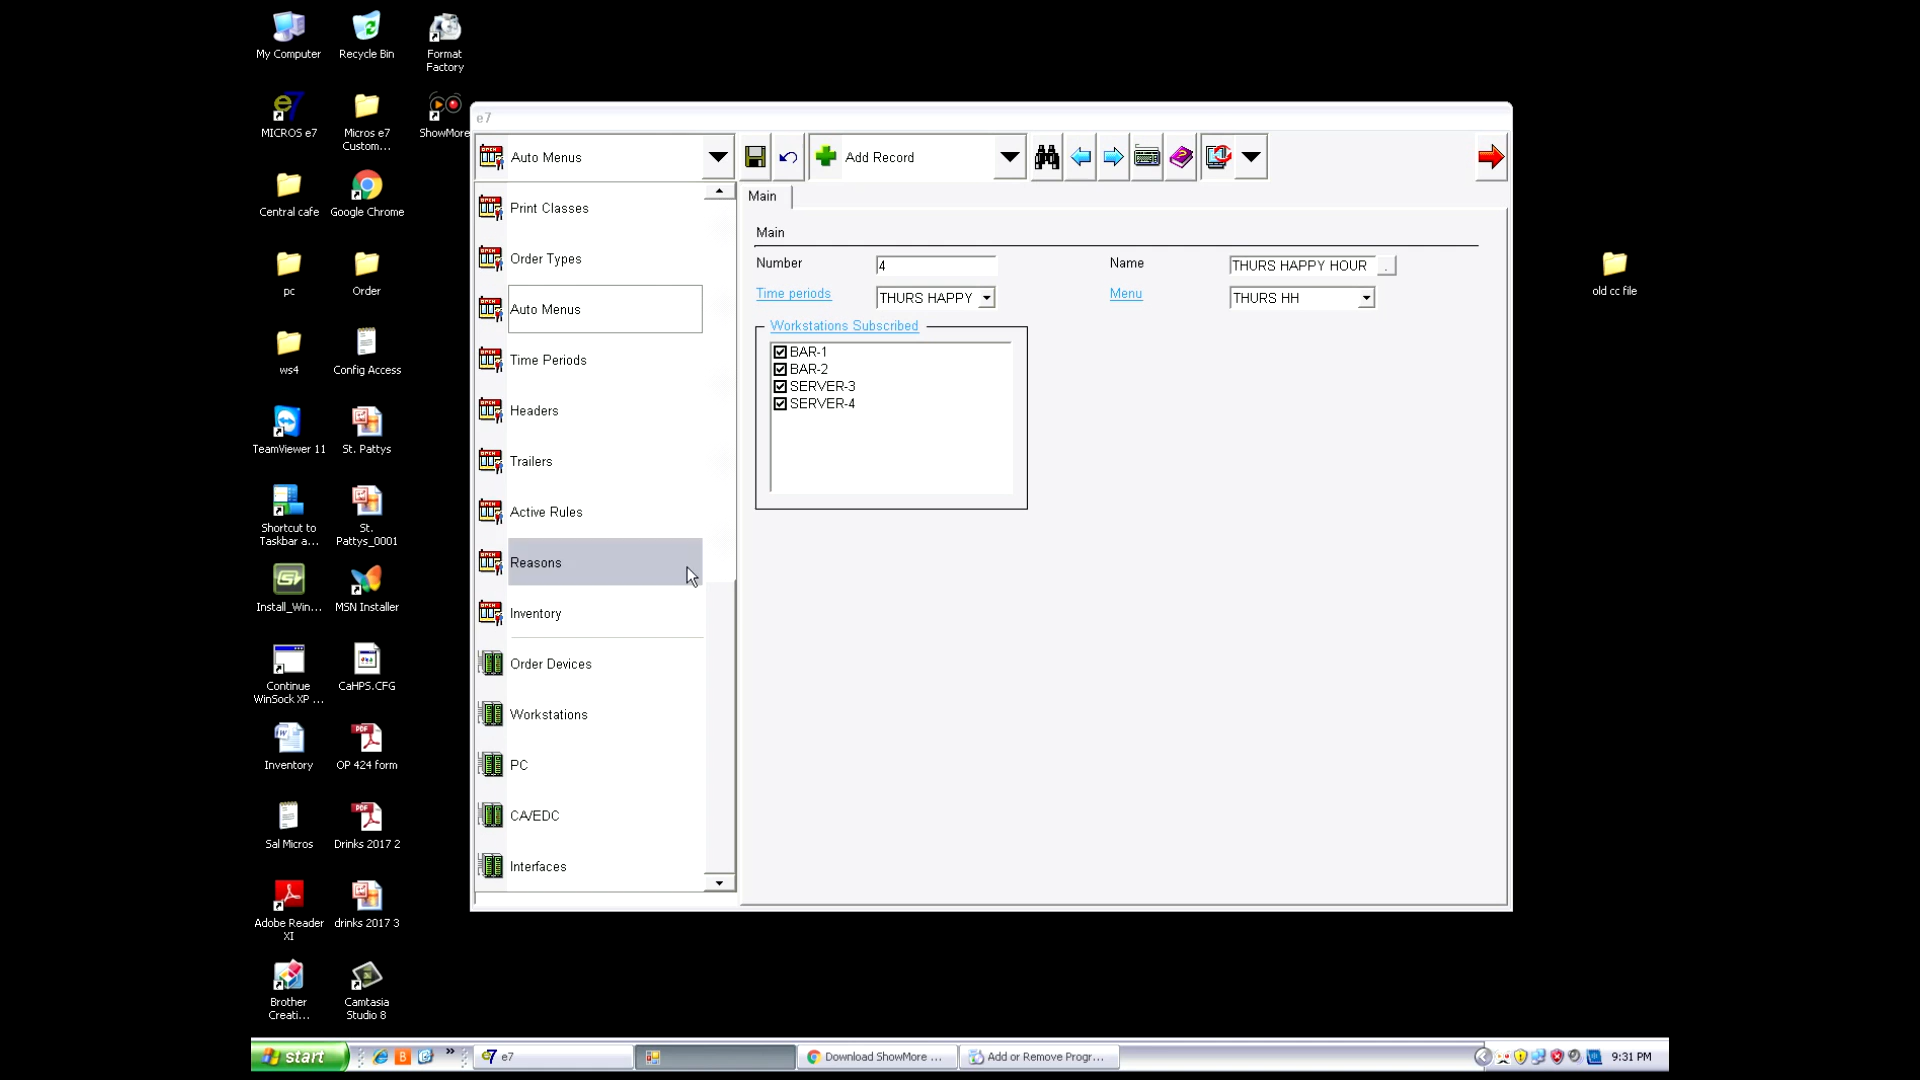 My Computer
Recycle Bin
Format
Factory
MICROS e7
Micros e7
Custom...
ShowMore
Central cafe
Google Chrome
pc
Order
ws4
Config Access
TeamViewer 11
St. Pattys
Shortcut to
Taskbar a...
St.
Pattys_0001
Install_Win...
MSN Installer
Continue
WinSock XP ...
CaHPS.CFG
Inventory
OP 424 form
Sal Micros
Drinks 2017 2
Adobe Reader
XI
drinks 2017 3
Brother
Creati...
Camtasia
Studio 8
old cc file
e7
Auto Menus
Add Record
Print Classes
Order Types
Auto Menus
Time Periods
Headers
Trailers
Active Rules
Reasons
Inventory
Order Devices
Workstations
PC
CA/EDC
Interfaces
Main
Main
Number
4
Name
THURS HAPPY HOUR
.
Time periods
THURS HAPPY
Menu
THURS HH
Workstations Subscribed
BAR-1
BAR-2
SERVER-3
SERVER-4
start
e7
Download ShowMore ...
Add or Remove Progr...
9:31 PM